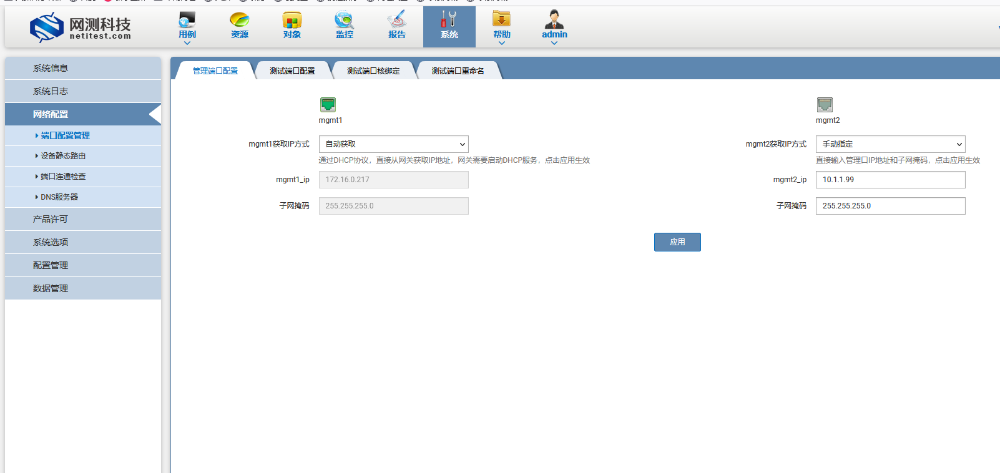 网测科技
netitest.com
用例
资源
对象
监控
报告
系统
帮助
admin
系统信息
系统日志
网络配置
端口配置管理
设备静态路由
端口连通检查
DNS服务器
产品许可
系统选项
配置管理
数据管理
管理端口配置
测试端口配置
测试端口核绑定
测试端口重命名
mgmt1
mgmt1获取IP方式
自动获取
通过DHCP协议，直接从网关获取IP地址，网关需要启动DHCP服务，点击应用生效
mgmt1_ip
172.16.0.217
子网掩码
255.255.255.0
mgmt2
mgmt2获取IP方式
手动指定
直接输入管理口IP地址和子网掩码，点击应用生效
mgmt2_ip
10.1.1.99
子网掩码
255.255.255.0
应用